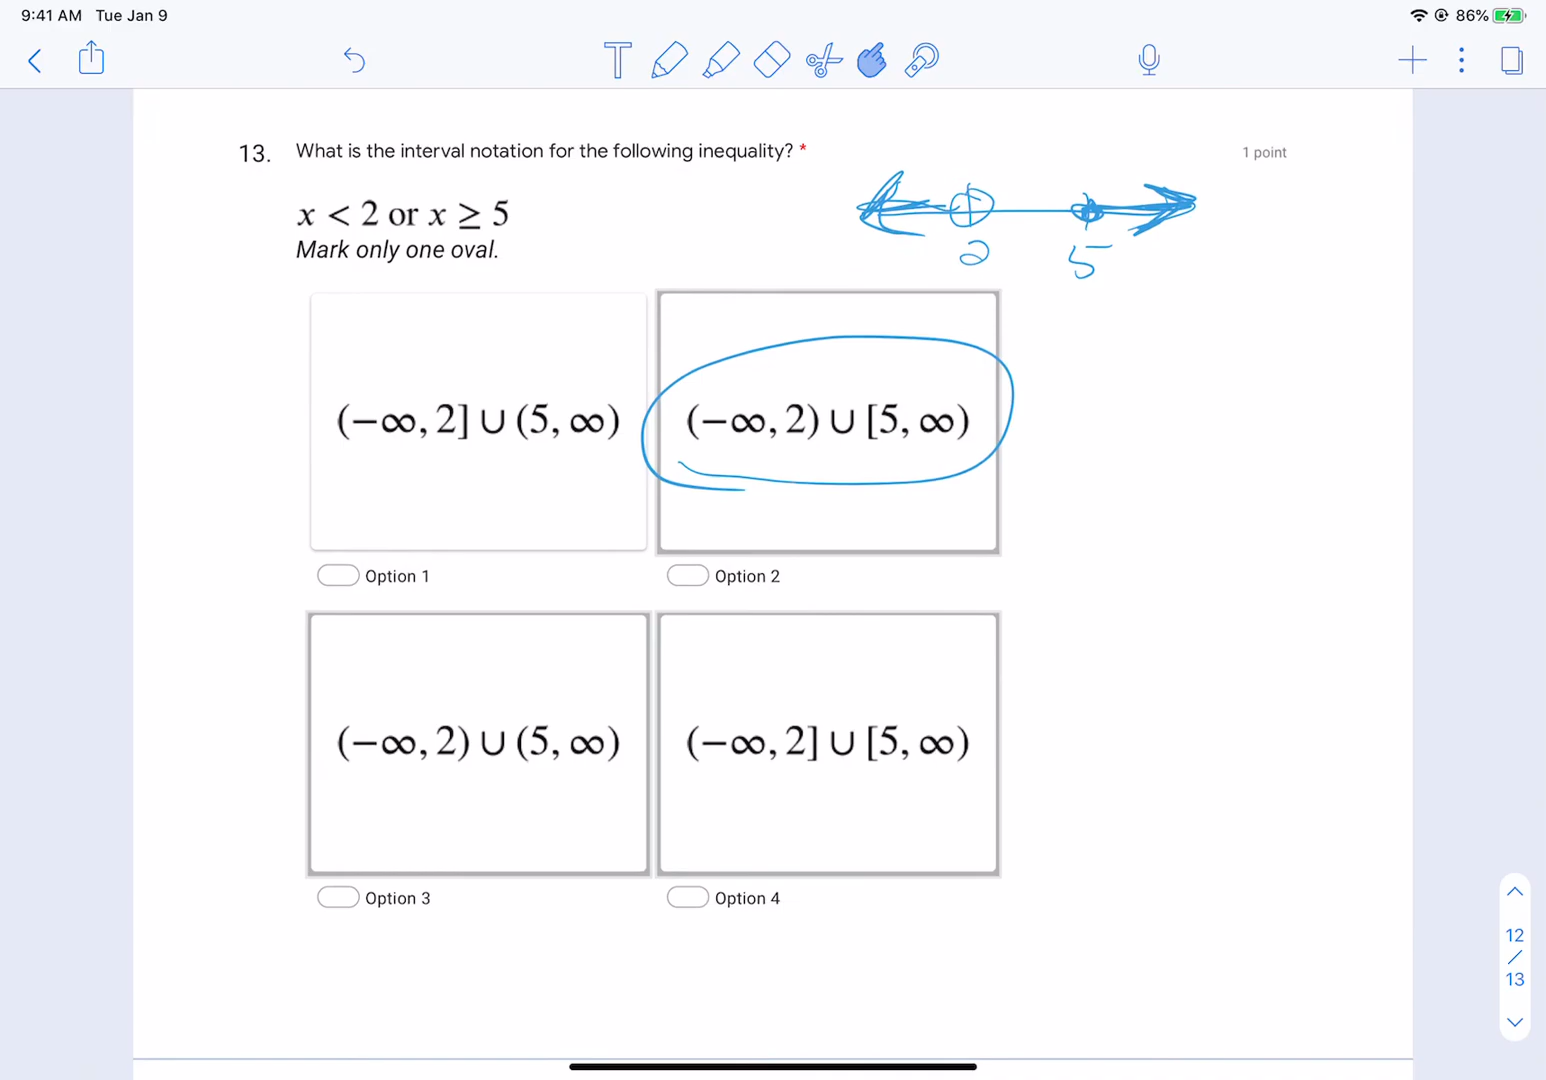 9:41 AM Tue Jan 9
86%
13. What is the interval notation for the following inequality? *
1 point
x < 2 or x ≥ 5
Mark only one oval.
2 5
(−∞, 2] ∪ (5, ∞) (−∞, 2) ∪ [5, ∞)
Option 1 Option 2
(−∞, 2) ∪ (5, ∞) (−∞, 2] ∪ [5, ∞)
Option 3 Option 4
12
/
13